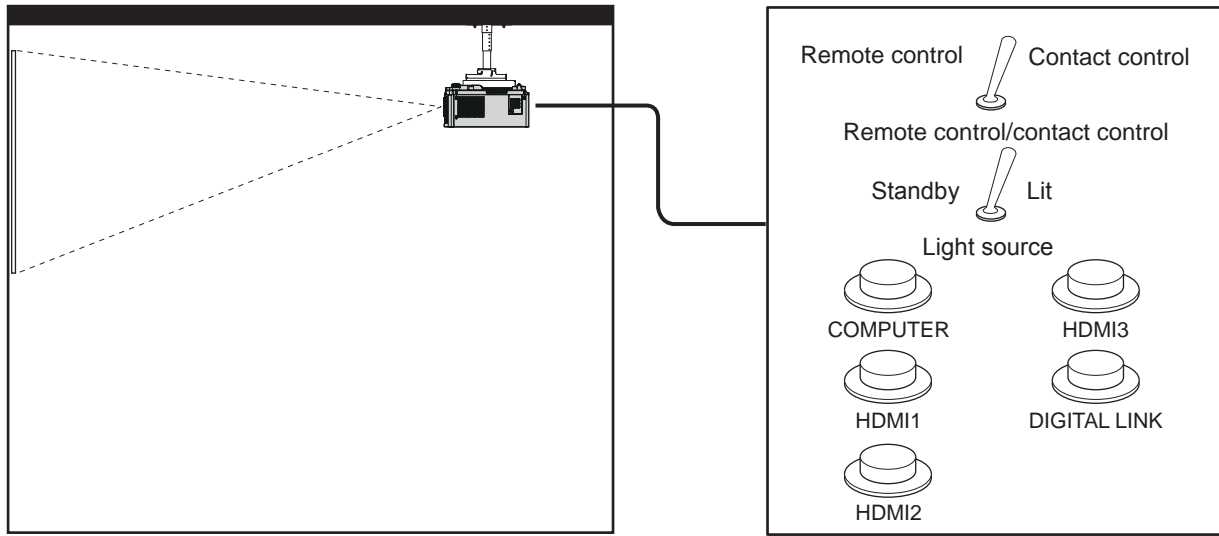 Remote control Contact control
Remote control/contact control
Standby Lit
Light source
COMPUTER HDMI3
HDMI1 DIGITAL LINK
HDMI2